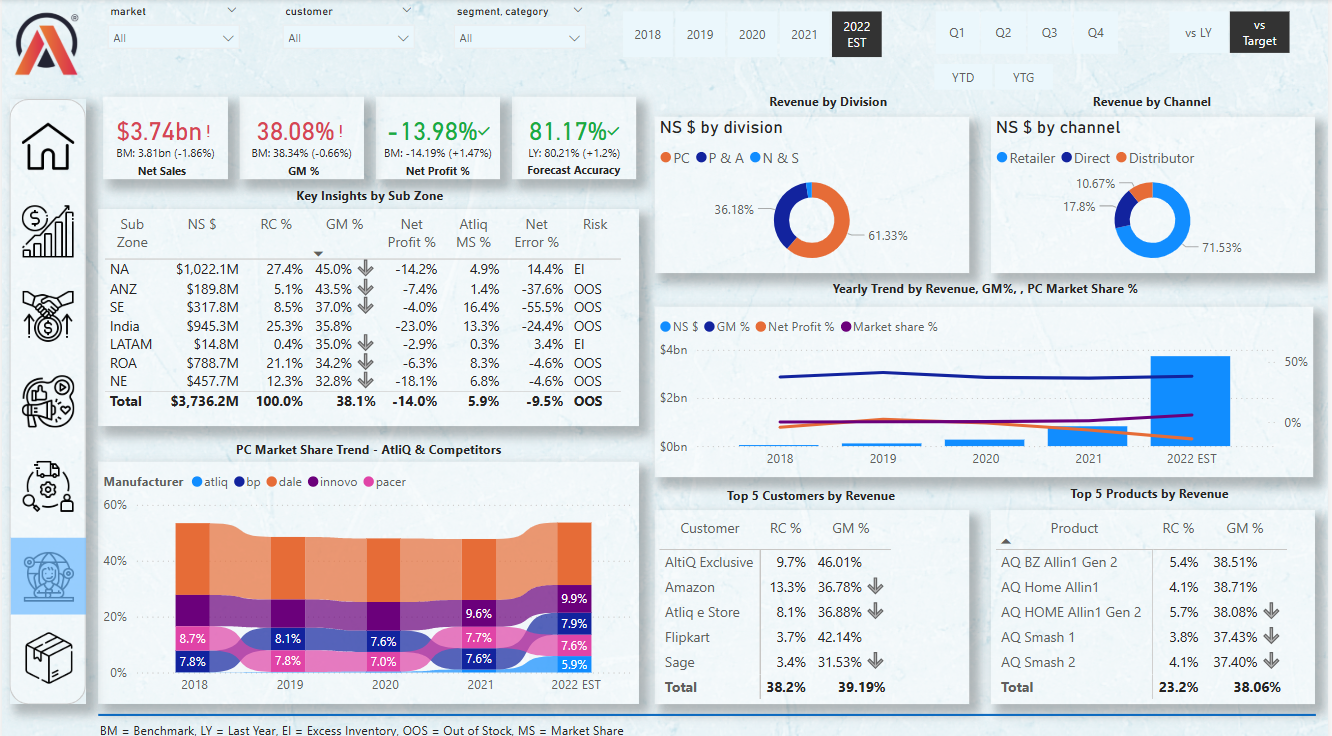 market
customer
segment, category
All
All
All
2018
2019
2020
2021
2022 EST
Q1
Q2
Q3
Q4
YTD
YTG
vs LY
vs Target
$3.74bn!
BM: 3.81bn (-1.86%)
Net Sales
38.08%!
BM: 38.34% (-0.66%)
GM %
-13.98%✓
BM: -14.19% (+1.47%)
Net Profit %
81.17%✓
LY: 80.21% (+1.2%)
Forecast Accuracy
Key Insights by Sub Zone
Sub Zone NS $ RC % GM % Net Profit % Atliq MS % Net Error % Risk
NA $1,022.1M 27.4% 45.0% -14.2% 4.9% 14.4% EI
ANZ $189.8M 5.1% 43.5% -7.4% 1.4% -37.6% OOS
SE $317.8M 8.5% 37.0% -4.0% 16.4% -55.5% OOS
India $945.3M 25.3% 35.8% -23.0% 13.3% -24.4% OOS
LATAM $14.8M 0.4% 35.0% -2.9% 0.3% 3.4% EI
ROA $788.7M 21.1% 34.2% -6.3% 8.3% -4.6% OOS
NE $457.7M 12.3% 32.8% -18.1% 6.8% -4.6% OOS
Total $3,736.2M 100.0% 38.1% -14.0% 5.9% -9.5% OOS
PC Market Share Trend - AtliQ & Competitors
Manufacturer atliq bp dale innovo pacer
60%
40%
20%
0%
8.7%
7.8%
8.1%
7.8%
7.6%
7.0%
9.6%
7.7%
7.6%
9.9%
7.9%
7.6%
5.9%
2018 2019 2020 2021 2022 EST
Revenue by Division
NS $ by division
PC P & A N & S
36.18%
61.33%
Revenue by Channel
NS $ by channel
Retailer Direct Distributor
10.67%
17.8%
71.53%
Yearly Trend by Revenue, GM%, , PC Market Share %
NS $ GM % Net Profit % Market share %
$4bn
$2bn
$0bn
50%
0%
2018 2019 2020 2021 2022 EST
Top 5 Customers by Revenue
Customer RC % GM %
AltiQ Exclusive 9.7% 46.01%
Amazon 13.3% 36.78%
Atliq e Store 8.1% 36.88%
Flipkart 3.7% 42.14%
Sage 3.4% 31.53%
Total 38.2% 39.19%
Top 5 Products by Revenue
Product RC % GM %
AQ BZ Allin1 Gen 2 5.4% 38.51%
AQ Home Allin1 4.1% 38.71%
AQ HOME Allin1 Gen 2 5.7% 38.08%
AQ Smash 1 3.8% 37.43%
AQ Smash 2 4.1% 37.40%
Total 23.2% 38.06%
BM = Benchmark, LY = Last Year, EI = Excess Inventory, OOS = Out of Stock, MS = Market Share